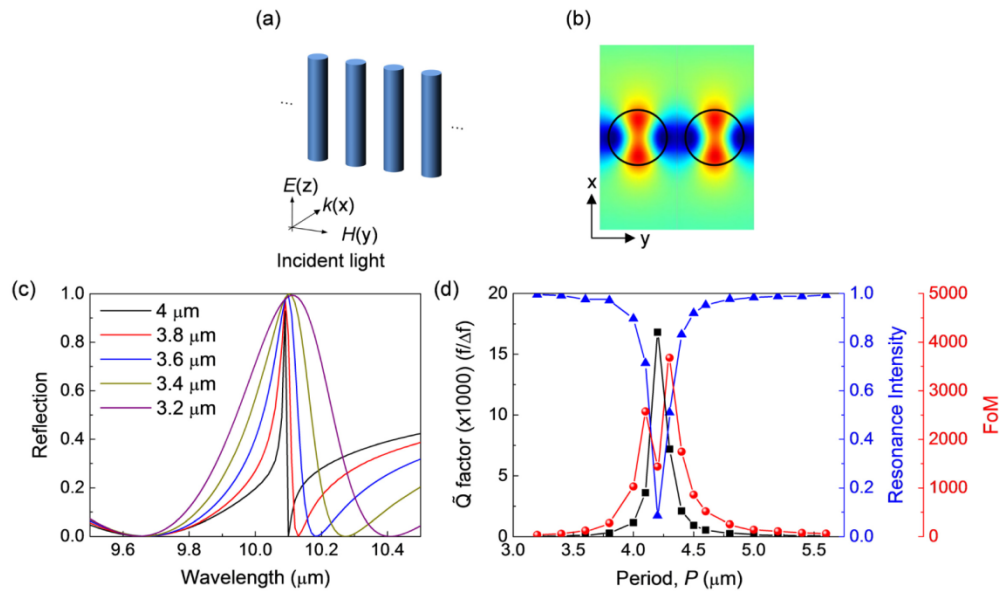 (a)
...
...
E(z)
k(x)
H(y)
Incident light
(b)
x
y
(c)
1.0
0.8
0.6
0.4
0.2
0.0
Reflection
4 μm
3.8 μm
3.6 μm
3.4 μm
3.2 μm
9.6
9.8
10.0
10.2
10.4
Wavelength (μm)
(d)
20
15
10
5
0
Q̃ factor (x1000) (f/Δf)
3.0
3.5
4.0
4.5
5.0
5.5
Period, P (μm)
1.0
0.8
0.6
0.4
0.2
0.0
Resonance Intensity
5000
4000
3000
2000
1000
0
FoM